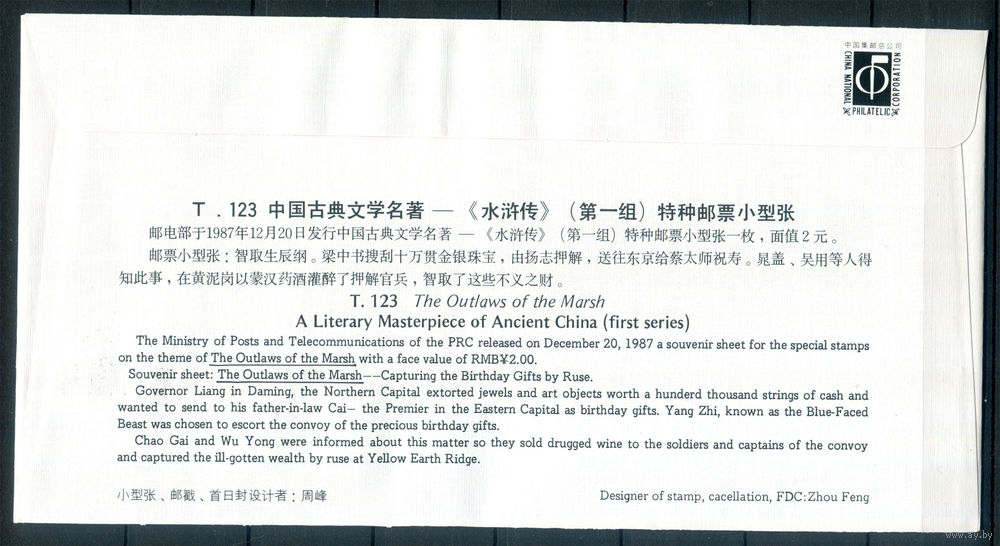 中国集邮总公司
CHINA NATIONAL
PHILATELIC
CORPORATION
T．123 中国古典文学名著 — 《水浒传》（第一组）特种邮票小型张
邮电部于1987年12月20日发行中国古典文学名著 — 《水浒传》（第一组）特种邮票小型张一枚，面值2元。
邮票小型张：智取生辰纲。梁中书搜刮十万贯金银珠宝，由扬志押解，送往东京给蔡太师祝寿。晁盖、吴用等人得
知此事，在黄泥岗以蒙汉药酒灌醉了押解官兵，智取了这些不义之财。
T. 123 The Outlaws of the Marsh
A Literary Masterpiece of Ancient China (first series)
The Ministry of Posts and Telecommunications of the PRC released on December 20, 1987 a souvenir sheet for the special stamps
on the theme of The Outlaws of the Marsh with a face value of RMB¥2.00.
Souvenir sheet: The Outlaws of the Marsh——Capturing the Birthday Gifts by Ruse.
Governor Liang in Daming, the Northern Capital extorted jewels and art objects worth a hunderd thousand strings of cash and
wanted to send to his father-in-law Cai— the Premier in the Eastern Capital as birthday gifts. Yang Zhi, known as the Blue-Faced
Beast was chosen to escort the convoy of the precious birthday gifts.
Chao Gai and Wu Yong were informed about this matter so they sold drugged wine to the soldiers and captains of the convoy
and captured the ill-gotten wealth by ruse at Yellow Earth Ridge.
小型张、邮戳、首日封设计者：周峰
Designer of stamp, cacellation, FDC: Zhou Feng
www.ay.by